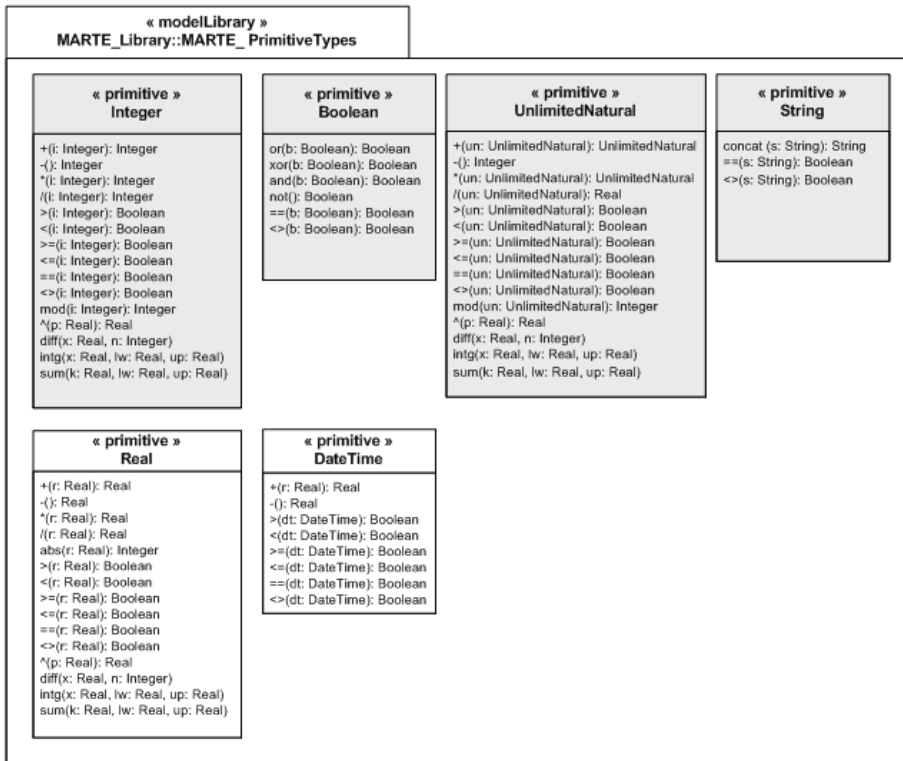 « modelLibrary »
MARTE_Library::MARTE_ PrimitiveTypes
« primitive »
Integer
+(i: Integer): Integer
-(): Integer
*(i: Integer): Integer
/(i: Integer): Integer
>(i: Integer): Boolean
<(i: Integer): Boolean
>=(i: Integer): Boolean
<=(i: Integer): Boolean
==(i: Integer): Boolean
<>(i: Integer): Boolean
mod(i: Integer): Integer
^(p: Real): Real
diff(x: Real, n: Integer)
intg(x: Real, lw: Real, up: Real)
sum(k: Real, lw: Real, up: Real)
« primitive »
Boolean
or(b: Boolean): Boolean
xor(b: Boolean): Boolean
and(b: Boolean): Boolean
not(): Boolean
==(b: Boolean): Boolean
<>(b: Boolean): Boolean
« primitive »
UnlimitedNatural
+(un: UnlimitedNatural): UnlimitedNatural
-(): Integer
*(un: UnlimitedNatural): UnlimitedNatural
/(un: UnlimitedNatural): Real
>(un: UnlimitedNatural): Boolean
<(un: UnlimitedNatural): Boolean
>=(un: UnlimitedNatural): Boolean
<=(un: UnlimitedNatural): Boolean
==(un: UnlimitedNatural): Boolean
<>(un: UnlimitedNatural): Boolean
mod(un: UnlimitedNatural): Integer
^(p: Real): Real
diff(x: Real, n: Integer)
intg(x: Real, lw: Real, up: Real)
sum(k: Real, lw: Real, up: Real)
« primitive »
String
concat (s: String): String
==(s: String): Boolean
<>(s: String): Boolean
« primitive »
Real
+(r: Real): Real
-(): Real
*(r: Real): Real
/(r: Real): Real
abs(r: Real): Integer
>(r: Real): Boolean
<(r: Real): Boolean
>=(r: Real): Boolean
<=(r: Real): Boolean
==(r: Real): Boolean
<>(r: Real): Boolean
^(p: Real): Real
diff(x: Real, n: Integer)
intg(x: Real, lw: Real, up: Real)
sum(k: Real, lw: Real, up: Real)
« primitive »
DateTime
+(r: Real): Real
-(): Real
>(dt: DateTime): Boolean
<(dt: DateTime): Boolean
>=(dt: DateTime): Boolean
<=(dt: DateTime): Boolean
==(dt: DateTime): Boolean
<>(dt: DateTime): Boolean